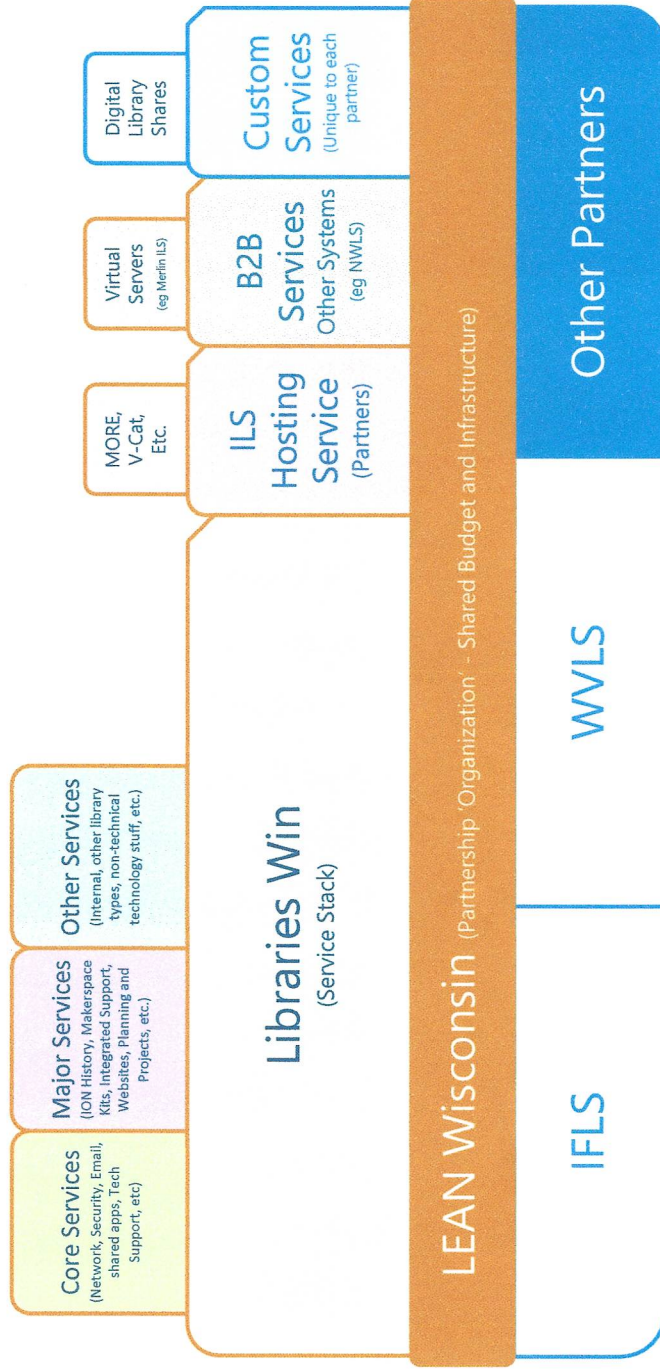 Core Services
(Network, Security, Email,
shared apps, Tech
Support, etc)
Major Services
(ION History, Makerspace
Kits, Integrated Support,
Websites, Planning and
Projects, etc.)
Other Services
(Internal, other library
types, non-technical
technology stuff, etc.)
MORE,
V-Cat,
Etc.
Virtual
Servers
(eg Merlin ILS)
Digital
Library
Shares
Libraries Win
(Service Stack)
ILS
Hosting
Service
(Partners)
B2B
Services
Other Systems
(eg NWLS)
Custom
Services
(Unique to each
partner)
LEAN Wisconsin (Partnership 'Organization' - Shared Budget and Infrastructure)
IFLS
WVLS
Other Partners